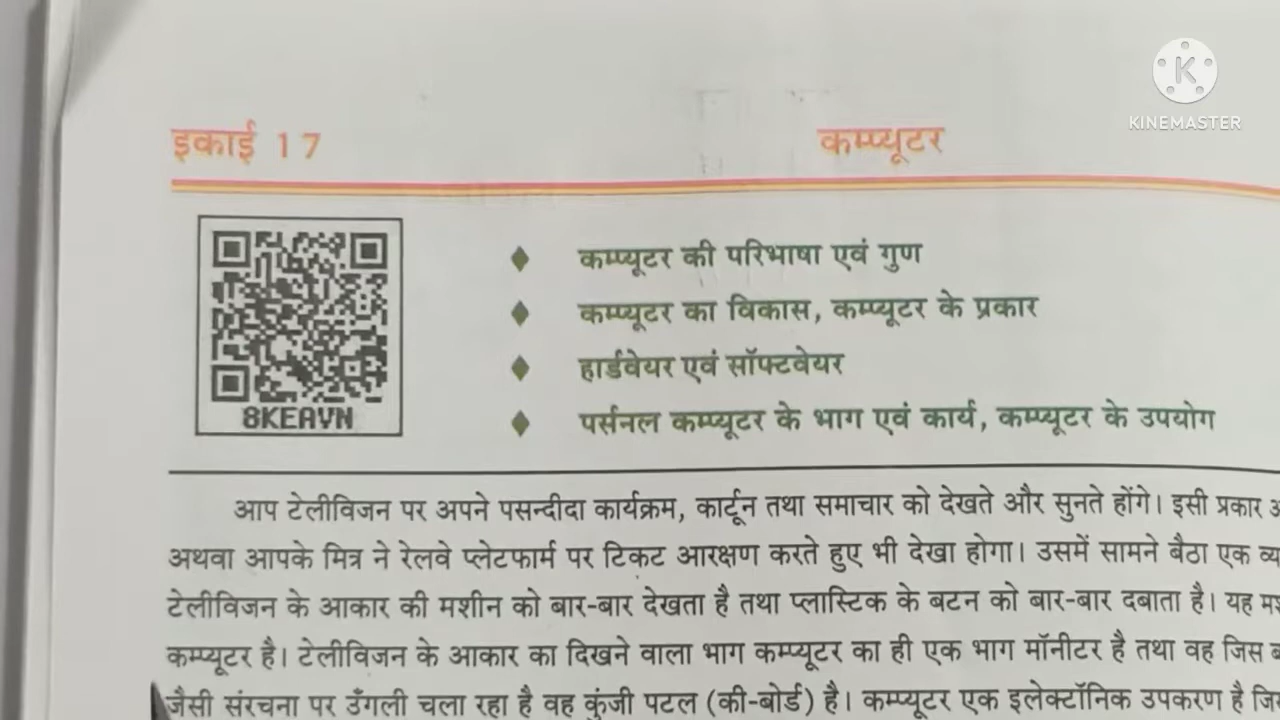 KINEMASTER
इकाई 17 कम्प्यूटर
8KEAVN
♦ कम्प्यूटर की परिभाषा एवं गुण
♦ कम्प्यूटर का विकास, कम्प्यूटर के प्रकार
♦ हार्डवेयर एवं सॉफ्टवेयर
♦ पर्सनल कम्प्यूटर के भाग एवं कार्य, कम्प्यूटर के उपयोग
आप टेलीविजन पर अपने पसन्दीदा कार्यक्रम, कार्टून तथा समाचार को देखते और सुनते होंगे। इसी प्रकार
अथवा आपके मित्र ने रेलवे प्लेटफार्म पर टिकट आरक्षण करते हुए भी देखा होगा। उसमें सामने बैठा एक
टेलीविजन के आकार की मशीन को बार-बार देखता है तथा प्लास्टिक के बटन को बार-बार दबाता है। यह
कम्प्यूटर है। टेलीविजन के आकार का दिखने वाला भाग कम्प्यूटर का ही एक भाग मॉनीटर है तथा वह जिस
जैसी संरचना पर उँगली चला रहा है वह कुंजी पटल (की-बोर्ड) है। कम्प्यूटर एक इलेक्टॉनिक उपकरण है